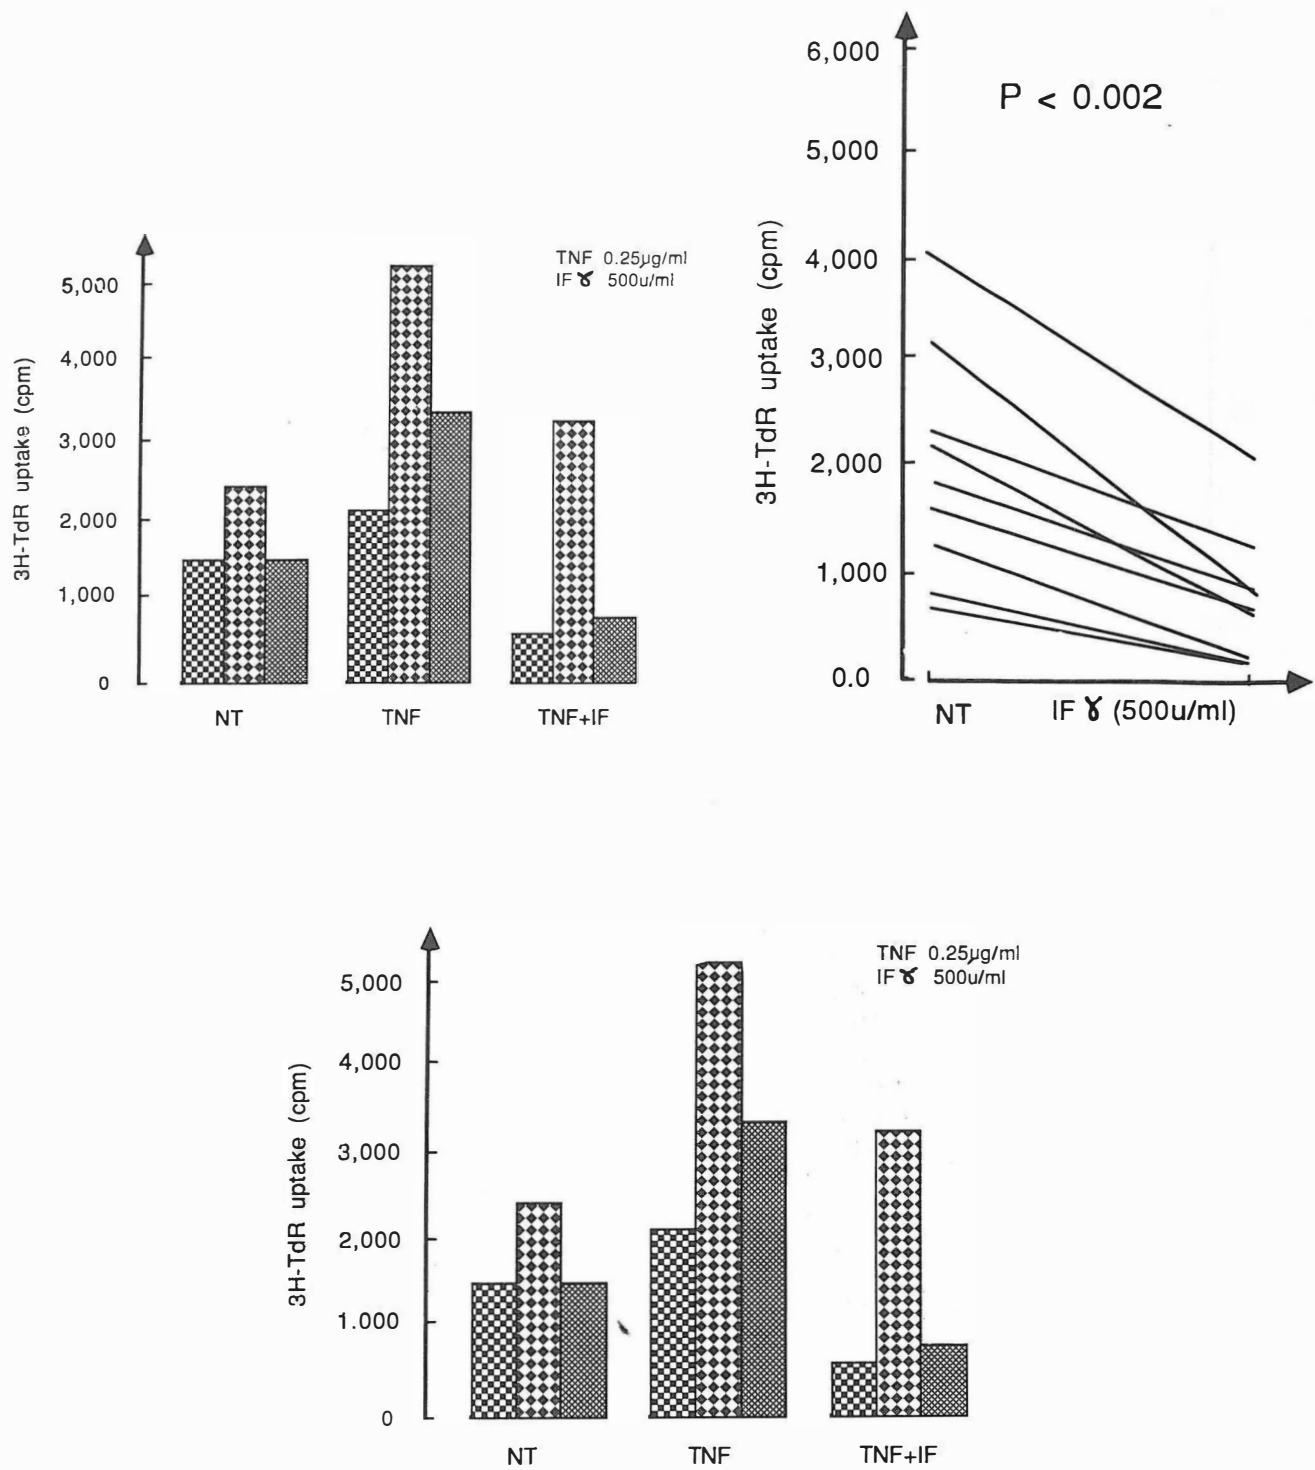 5,000
4,000
3,000
2,000
1,000
0
3H-TdR uptake (cpm)
TNF 0.25µg/ml
IF ɣ 500u/ml
NT TNF TNF+IF
6,000
5,000
4,000
3,000
2,000
1,000
0.0
3H-TdR uptake (cpm)
P < 0.002
NT IF ɣ (500u/ml)
5,000
4,000
3,000
2,000
1.000
0
3H-TdR uptake (cpm)
TNF 0.25µg/ml
IF ɣ 500u/ml
NT TNF TNF+IF